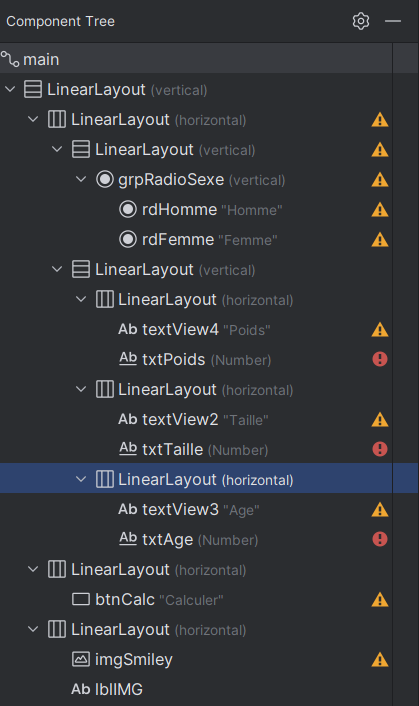 Component Tree
main
LinearLayout (vertical)
LinearLayout (horizontal)
LinearLayout (vertical)
grpRadioSexe (vertical)
rdHomme "Homme"
rdFemme "Femme"
LinearLayout (vertical)
LinearLayout (horizontal)
Ab textView4 "Poids"
Ab txtPoids (Number)
LinearLayout (horizontal)
Ab textView2 "Taille"
Ab txtTaille (Number)
LinearLayout (horizontal)
Ab textView3 "Age"
Ab txtAge (Number)
LinearLayout (horizontal)
btnCalc "Calculer"
LinearLayout (horizontal)
imgSmiley
Ab lblIMG